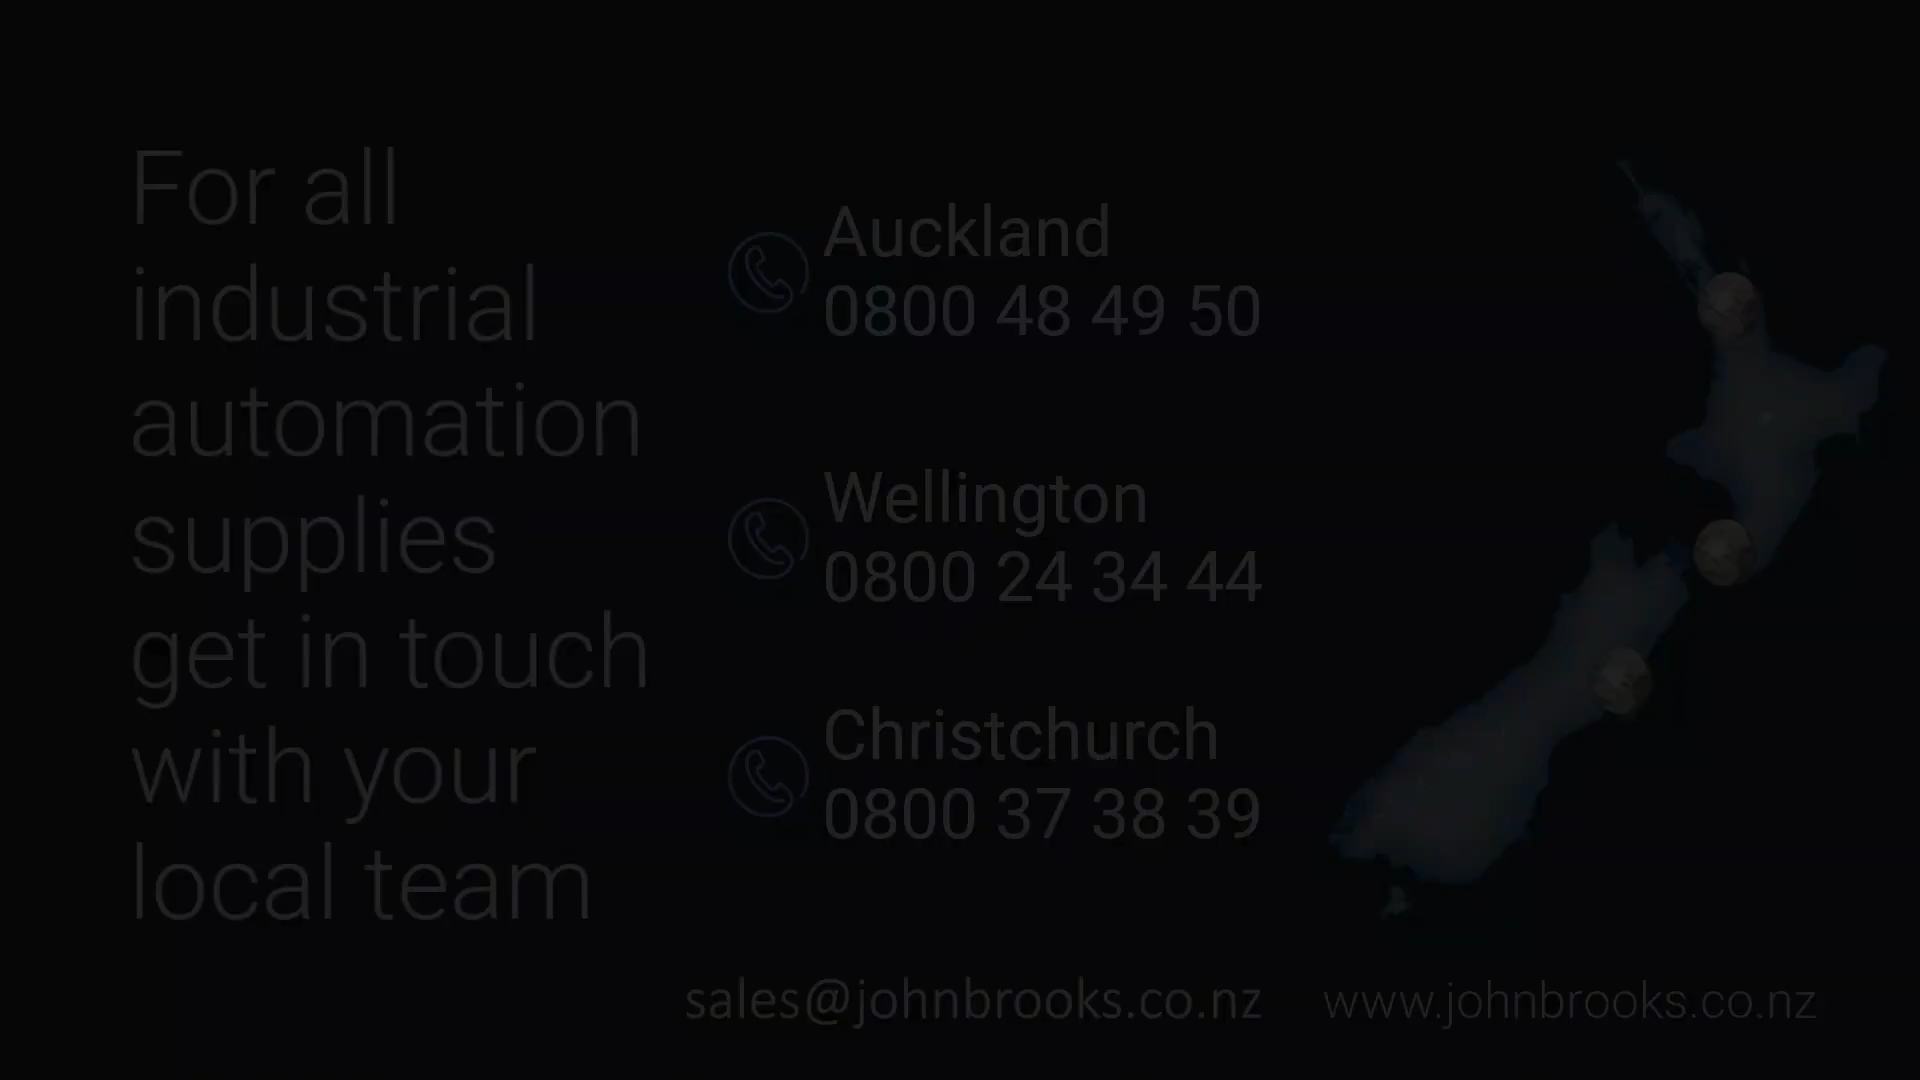 For all
industrial
automation
supplies
get in touch
with your
local team
Auckland
0800 48 49 50
Wellington
0800 24 34 44
Christchurch
0800 37 38 39
sales@johnbrooks.co.nz
www.johnbrooks.co.nz